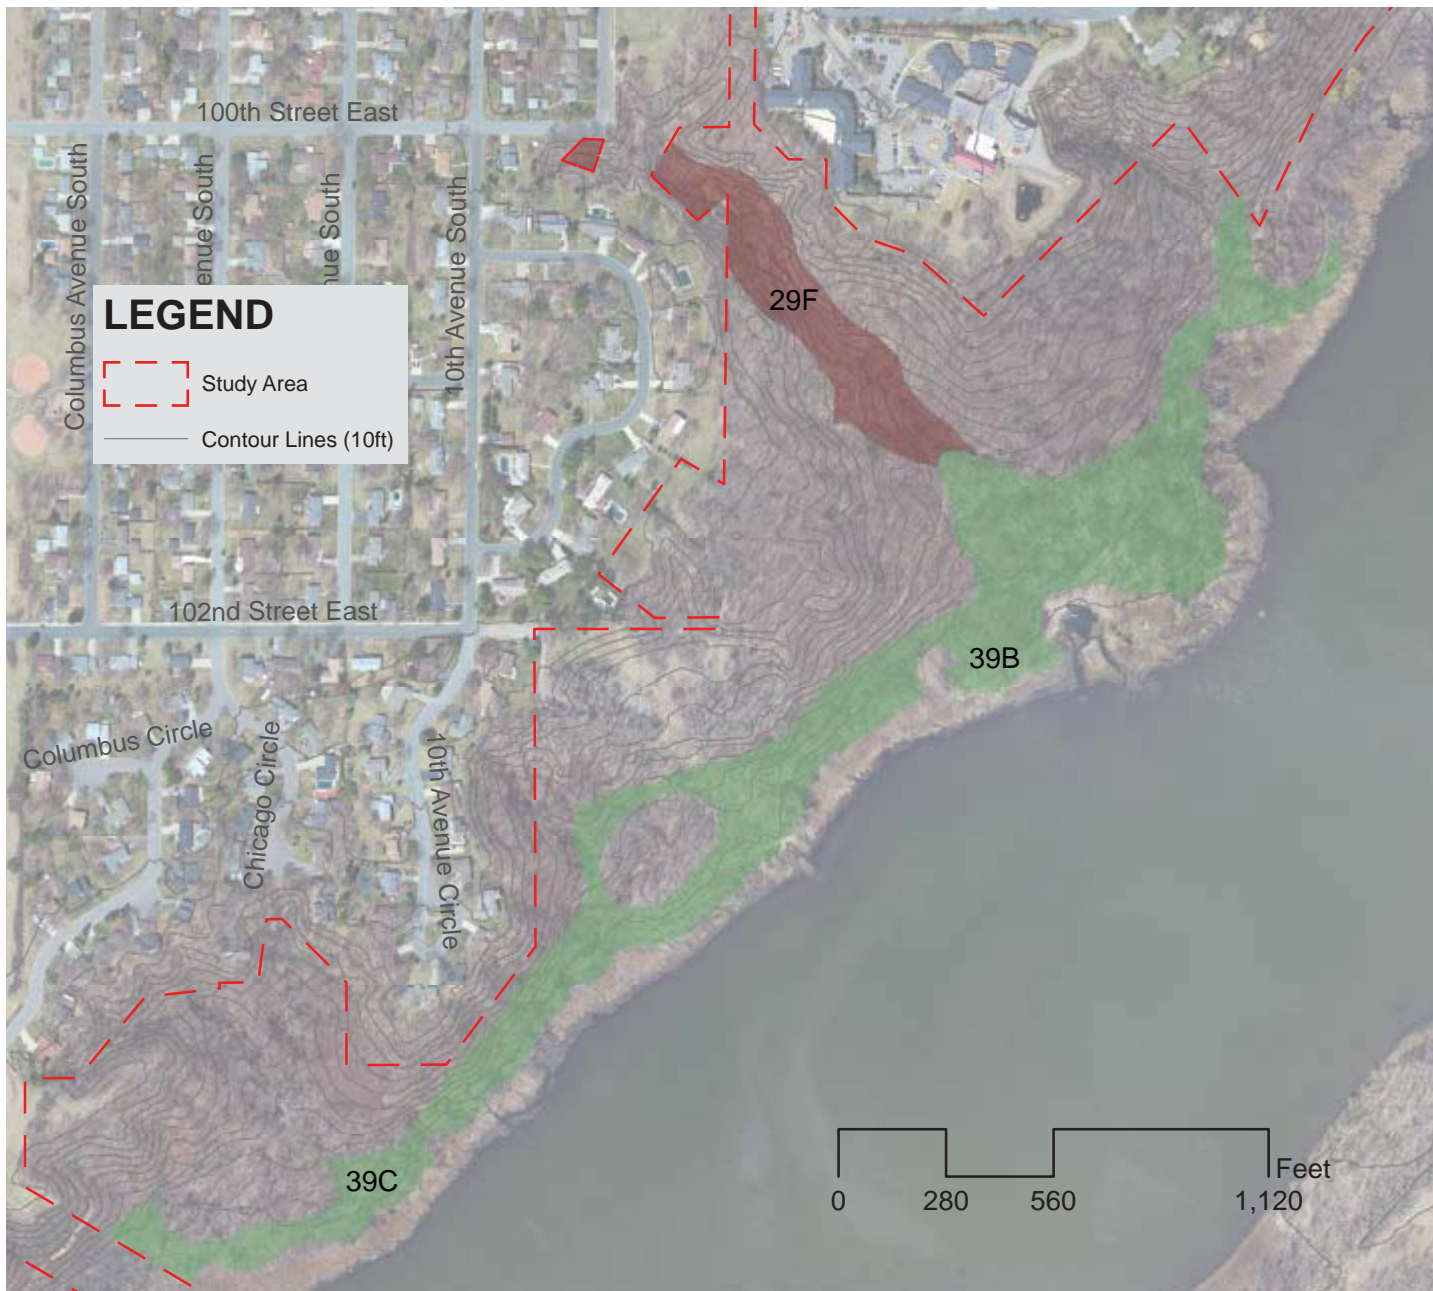 100th Street East
Columbus Avenue South
enue South
nue South
10th Avenue South
29F
LEGEND
Study Area
Contour Lines (10ft)
102nd Street East
39B
Columbus Circle
Chicago Circle
10th Avenue Circle
39C
Feet
0 280 560 1,120